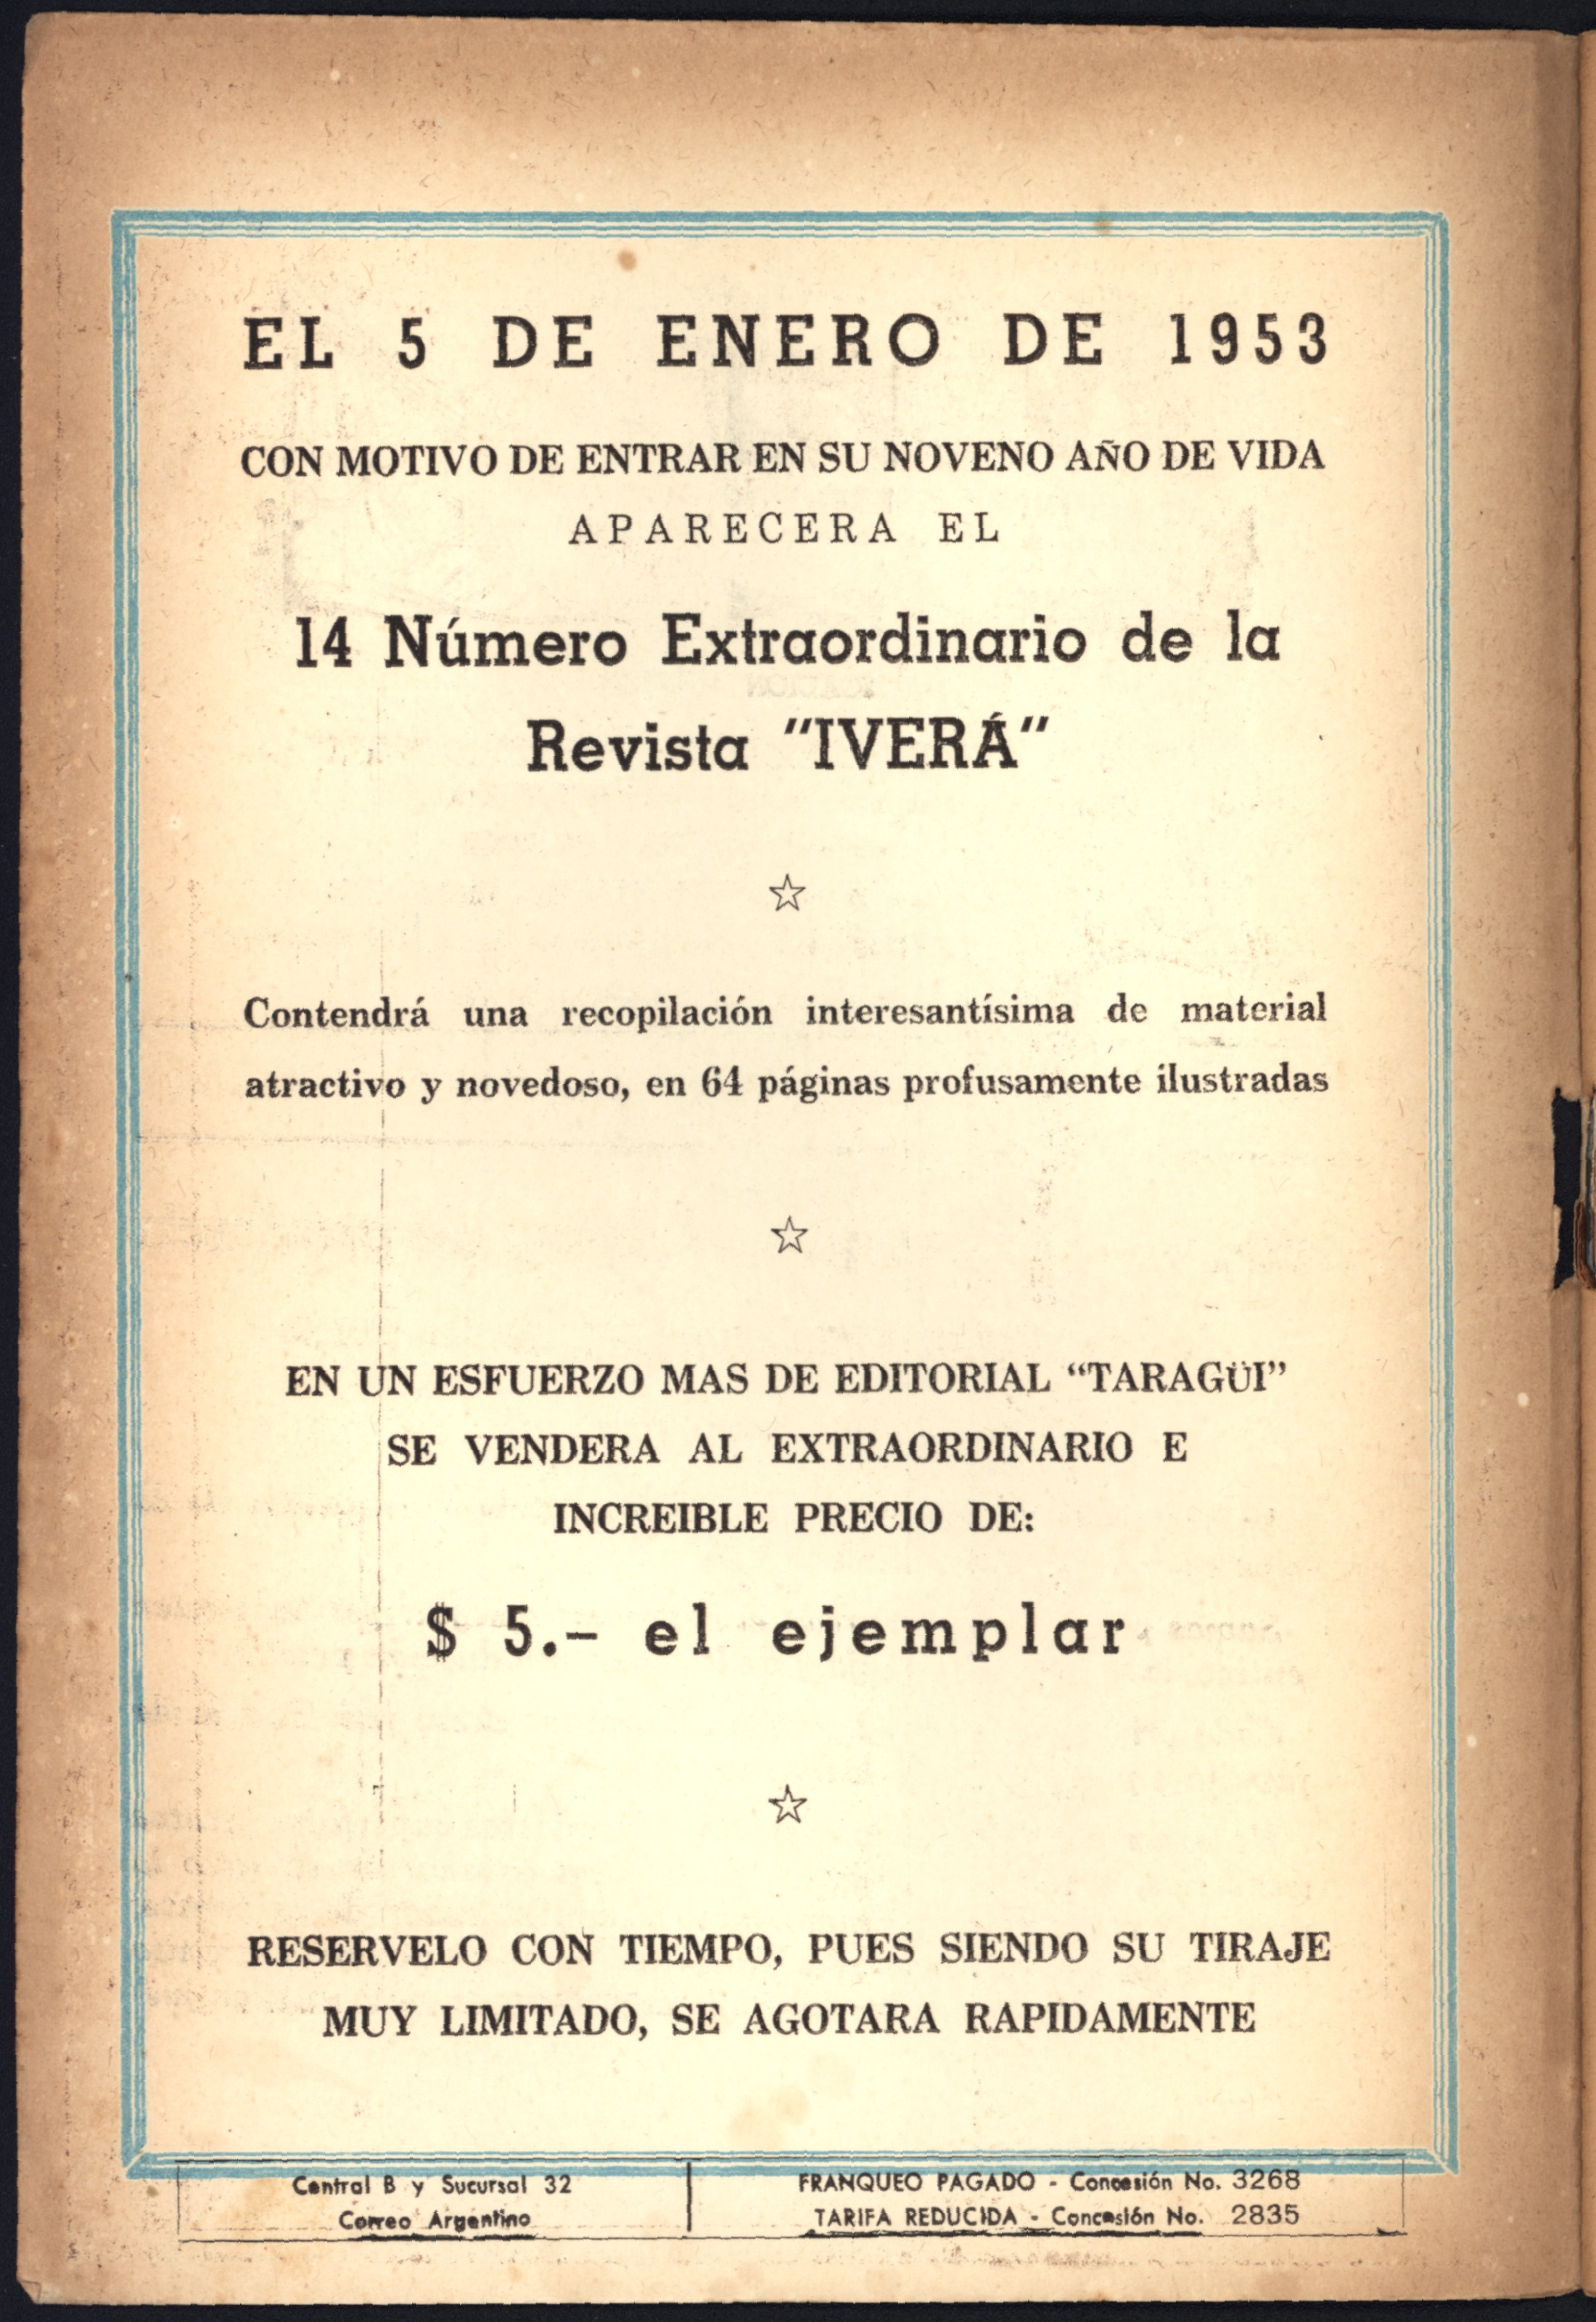 EL 5 DE ENERO DE 1953
CON MOTIVO DE ENTRAR EN SU NOVENO AÑO DE VIDA
APARECERA EL
14 Número Extraordinario de la
Revista "IVERÁ"
☆
Contendrá una recopilación interesantísima de material
atractivo y novedoso, en 64 páginas profusamente ilustradas
☆
EN UN ESFUERZO MAS DE EDITORIAL “TARAGÜI”
SE VENDERA AL EXTRAORDINARIO E
INCREIBLE PRECIO DE:
$ 5.– el ejemplar
☆
RESERVELO CON TIEMPO, PUES SIENDO SU TIRAJE
MUY LIMITADO, SE AGOTARA RAPIDAMENTE
Central B y Sucursal 32
Correo Argentino
FRANQUEO PAGADO - Concesión No. 3268
TARIFA REDUCIDA - Concesión No. 2835